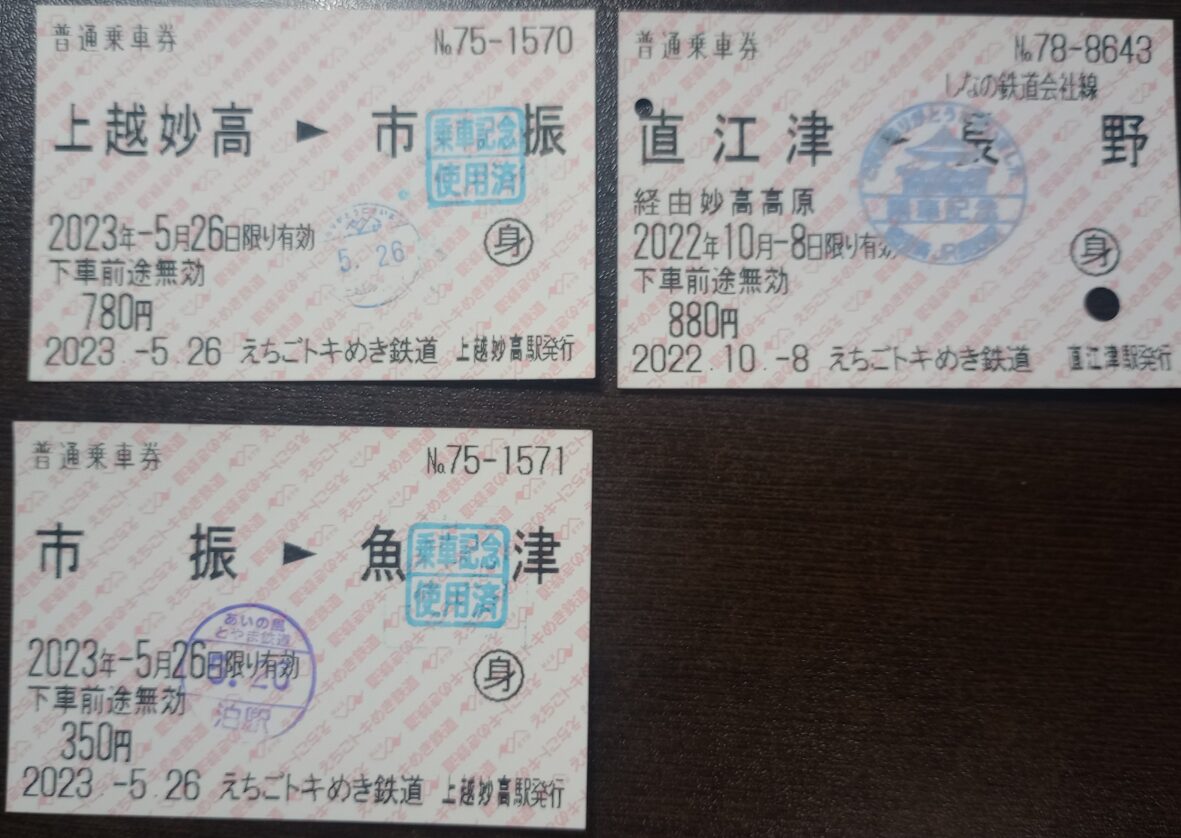 普通乗車券
№75-1570
上越妙高 ▶ 市振
乗車記念
使用済
2023年-5月26日限り有効
5. 26
身
下車前途無効
780円
2023.-5.26 えちごトキめき鉄道 上越妙高駅発行
普通乗車券
№78-8643
しなの鉄道会社線
直江津 - 長野
乗車記念
経由妙高高原
2022年10月-8日限り有効
身
下車前途無効
880円
2022.10.-8 えちごトキめき鉄道 直江津駅発行
普通乗車券
№75-1571
市振 ▶ 魚津
乗車記念
使用済
あいの風
とやま鉄道
2023年-5月26日限り有効
泊駅
身
下車前途無効
350円
2023.-5.26 えちごトキめき鉄道 上越妙高駅発行